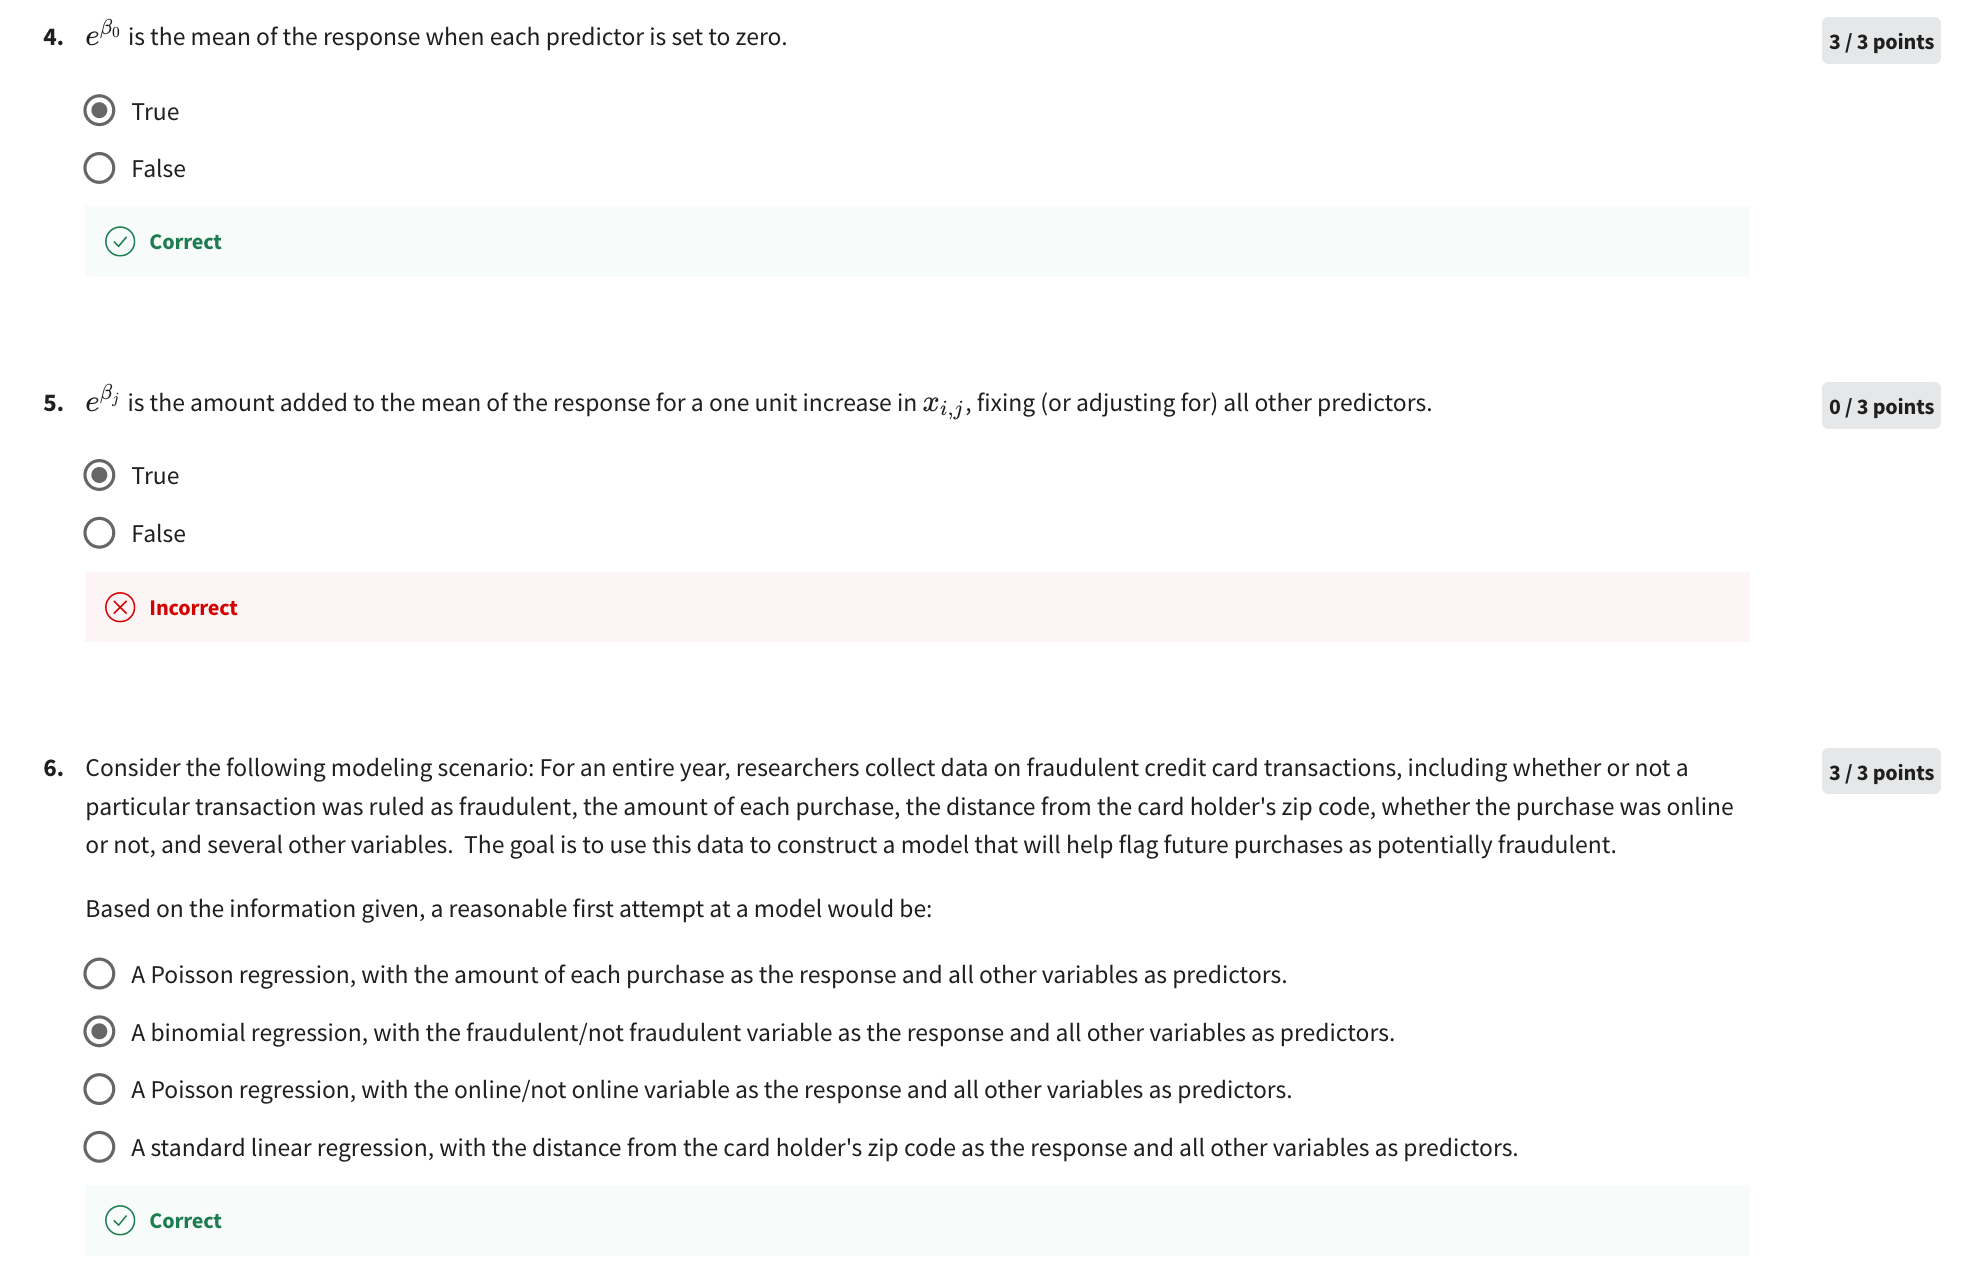 4. $e^{\beta_0}$ is the mean of the response when each predictor is set to zero.
3 / 3 points
True
False
Correct
5. $e^{\beta_j}$ is the amount added to the mean of the response for a one unit increase in $x_{i,j}$, fixing (or adjusting for) all other predictors.
0 / 3 points
True
False
Incorrect
6. Consider the following modeling scenario: For an entire year, researchers collect data on fraudulent credit card transactions, including whether or not a
3 / 3 points
particular transaction was ruled as fraudulent, the amount of each purchase, the distance from the card holder's zip code, whether the purchase was online
or not, and several other variables.  The goal is to use this data to construct a model that will help flag future purchases as potentially fraudulent.
Based on the information given, a reasonable first attempt at a model would be:
A Poisson regression, with the amount of each purchase as the response and all other variables as predictors.
A binomial regression, with the fraudulent/not fraudulent variable as the response and all other variables as predictors.
A Poisson regression, with the online/not online variable as the response and all other variables as predictors.
A standard linear regression, with the distance from the card holder's zip code as the response and all other variables as predictors.
Correct